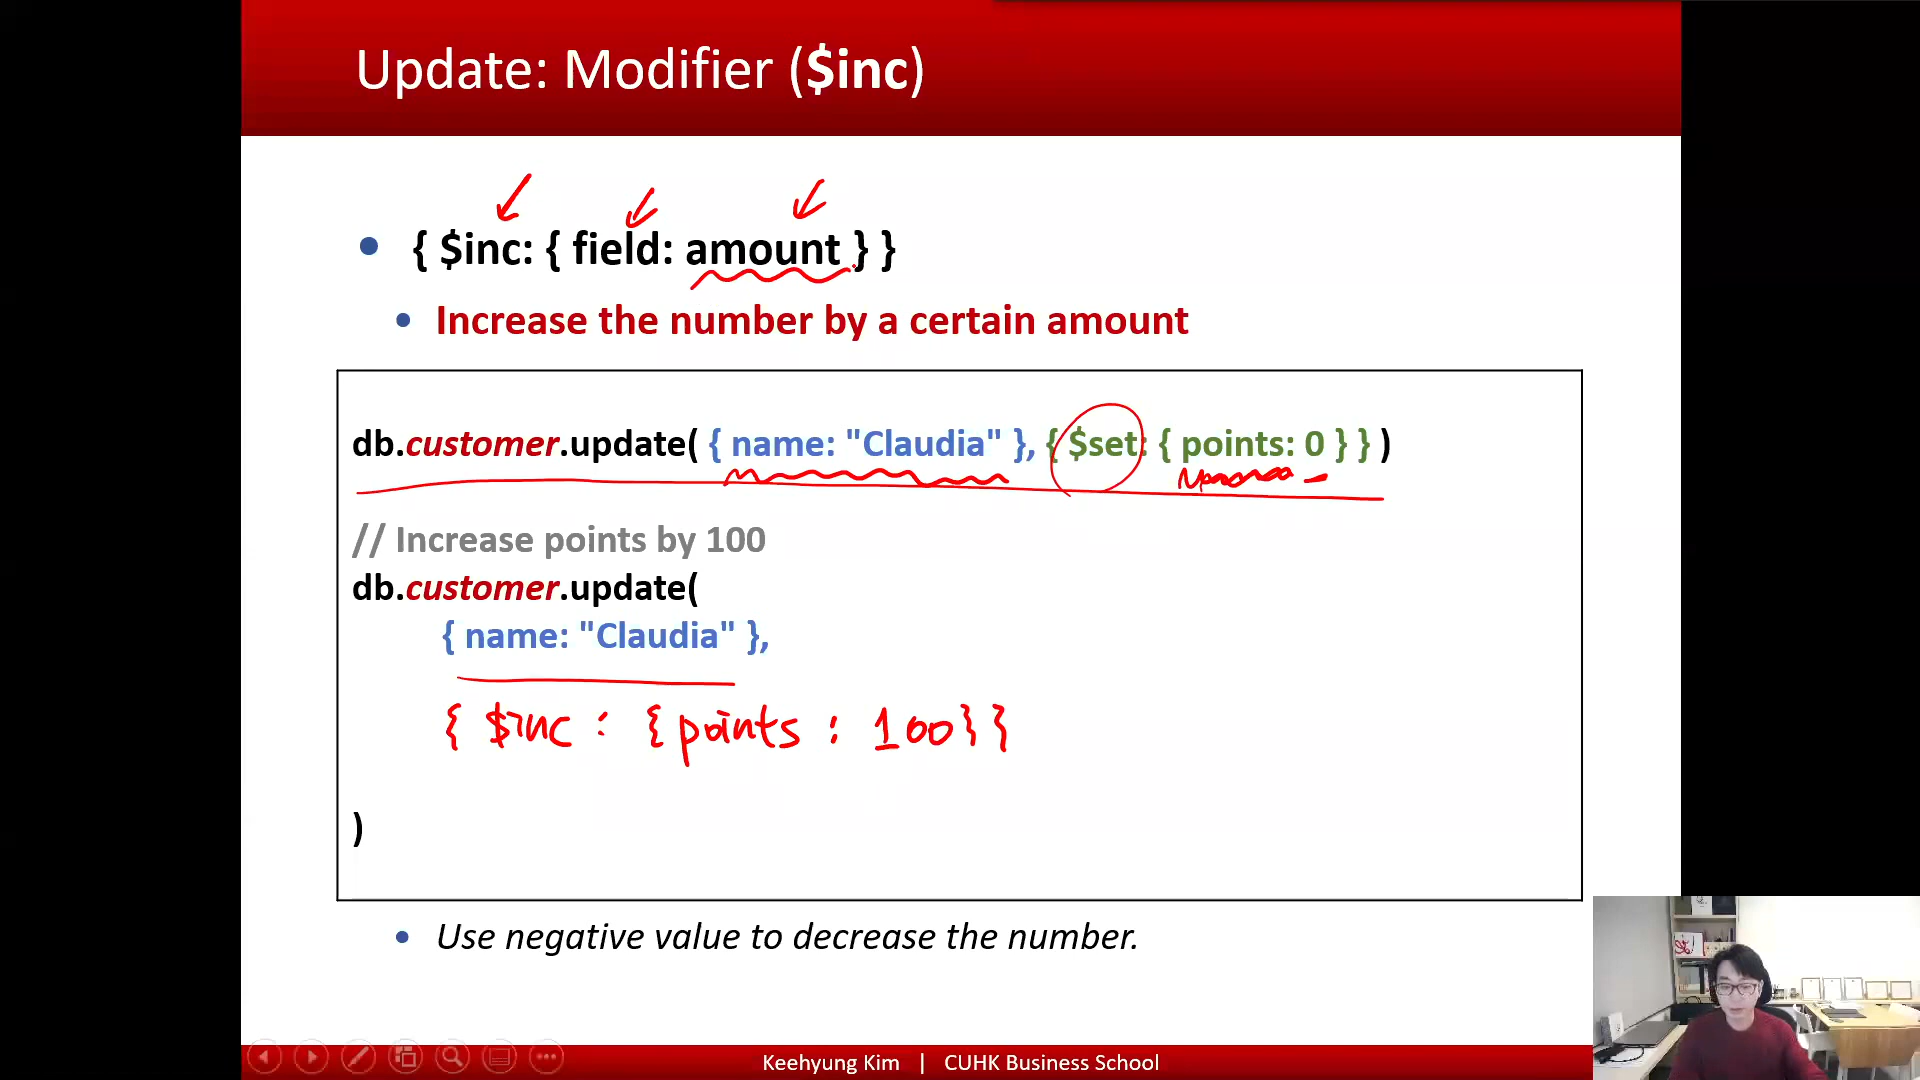 Update: Modifier ($inc)
{ $inc: { field: amount } }
Increase the number by a certain amount
db.customer.update( { name: "Claudia" }, { $set: { points: 0 } } )
// Increase points by 100
db.customer.update(
{ name: "Claudia" },
{ $inc : { points : 100 } }
)
Use negative value to decrease the number.
Keehyung Kim | CUHK Business School